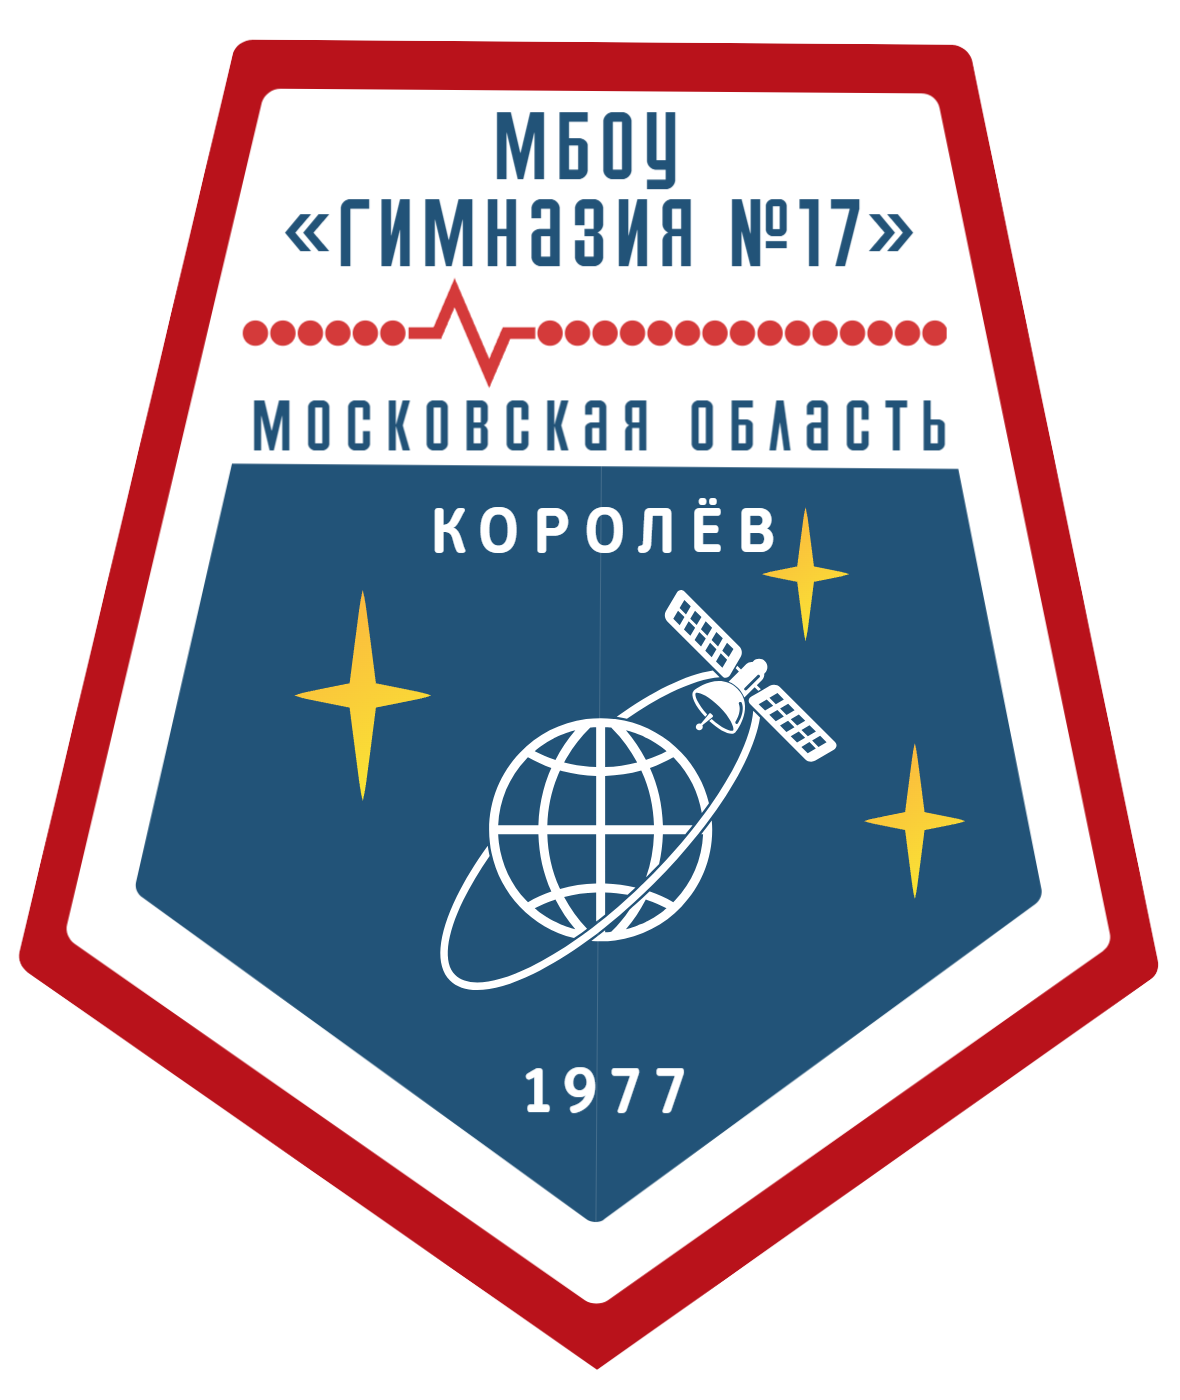 МБОУ
«ГИМНАЗИЯ №17»
МОСКОВСКАЯ ОБЛАСТЬ
КОРОЛЁВ
1977